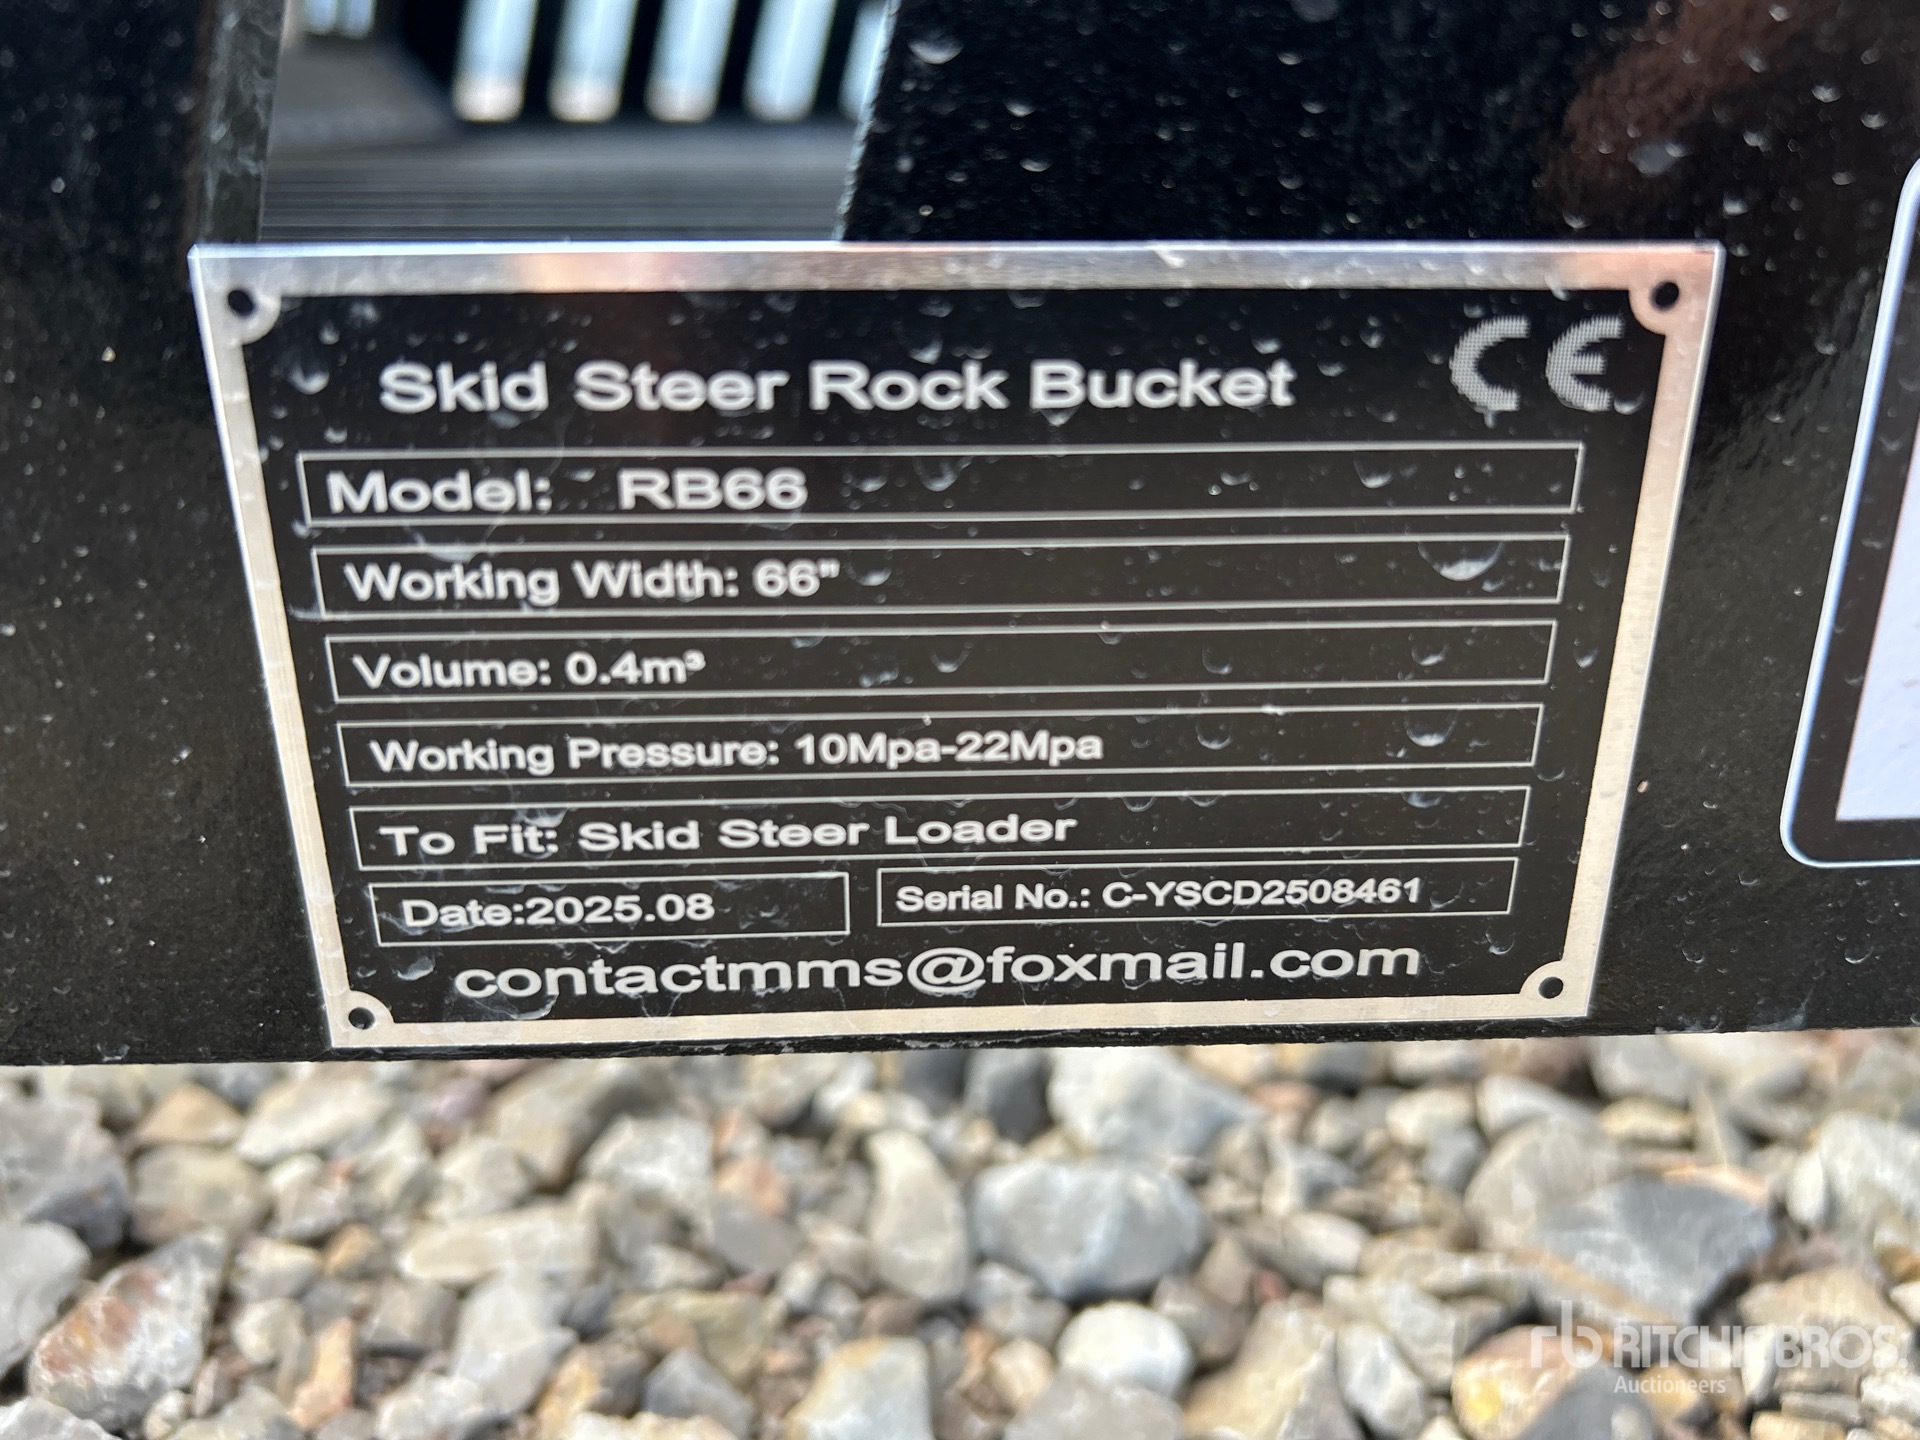 Skid Steer Rock Bucket CE
Model: RB66
Working Width: 66"
Volume: 0.4m³
Working Pressure: 10Mpa-22Mpa
To Fit: Skid Steer Loader
Date:2025.08 Serial No.: C-YSCD2508461
contactmms@foxmail.com
rb RITCHIE BROS.
Auctioneers